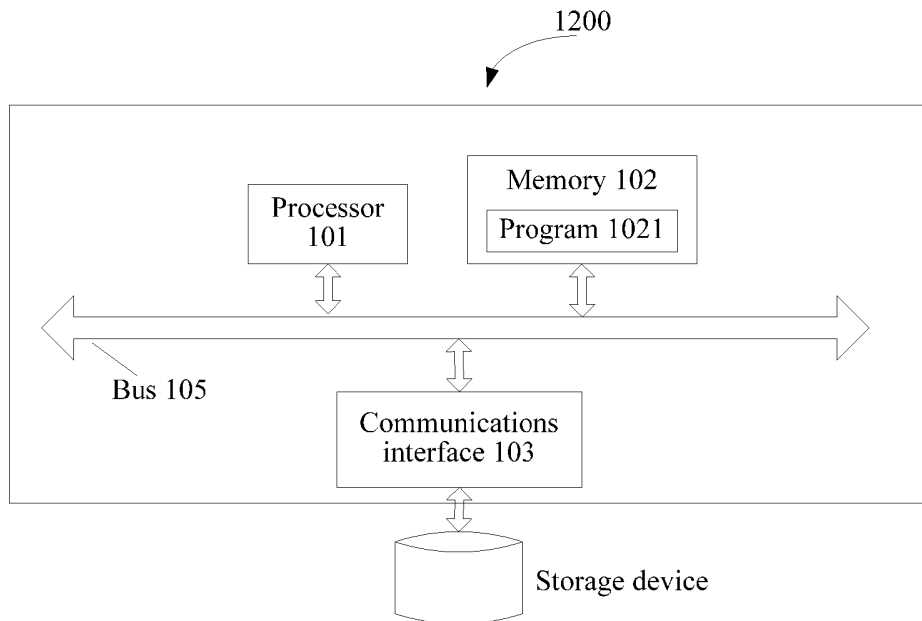 1200
Memory 102
Program 1021
Processor
101
Bus 105
Communications
interface 103
Storage device